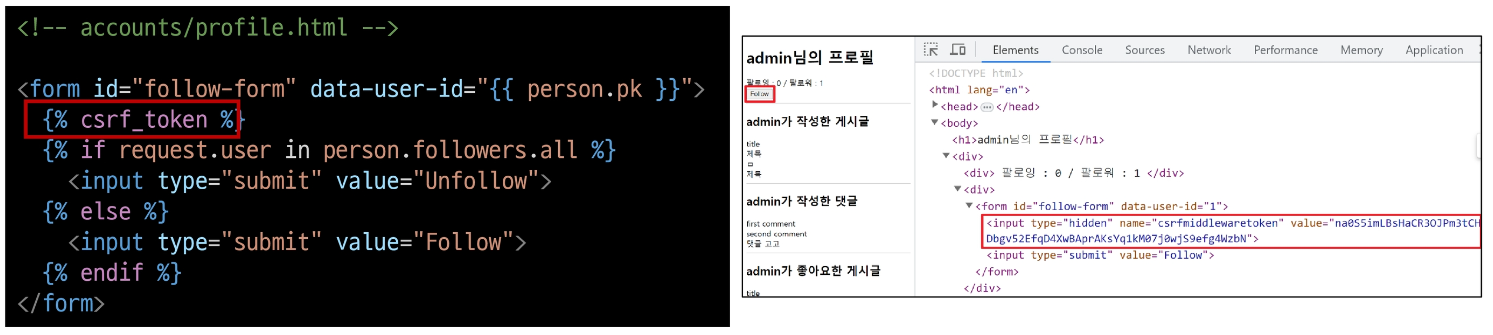 <!-- accounts/profile.html -->
<form id="follow-form" data-user-id="{{ person.pk }}">
{% csrf_token %}
{% if request.user in person.followers.all %}
<input type="submit" value="Unfollow">
{% else %}
<input type="submit" value="Follow">
{% endif %}
</form>
admin님의 프로필
팔로잉 : 0 / 팔로워 : 1
Follow
admin가 작성한 게시글
title
제목
ㅁ
제목
admin가 작성한 댓글
first comment
second comment
댓글 고고
admin가 좋아요한 게시글
title
Elements Console Sources Network Performance Memory Application
<!DOCTYPE html>
<html lang="en">
<head> ••• </head>
<body>
<h1>admin님의 프로필</h1>
<div>
<div> 팔로잉 : 0 / 팔로워 : 1 </div>
<div>
<form id="follow-form" data-user-id="1">
<input type="hidden" name="csrfmiddlewaretoken" value="na0S5imLBsHaCR3OJPm3tCH
Dbgv52EfqD4XwBAprAKsYq1kM07j0wjS9efg4WzbN">
<input type="submit" value="Follow">
</form>
</div>